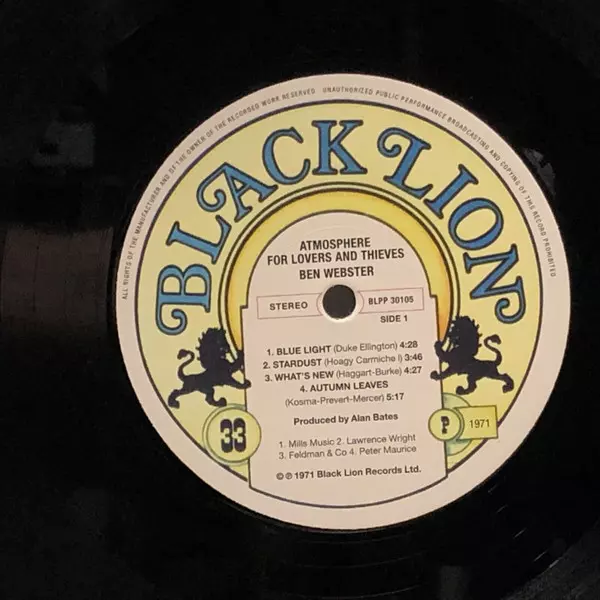 ALL RIGHTS OF THE MANUFACTURER AND OF THE OWNER OF THE RECORDED WORK RESERVED UNAUTHORIZED PUBLIC PERFORMANCE BROADCASTING AND COPYING OF THIS RECORD PROHIBITED
BLACK LION
ATMOSPHERE
FOR LOVERS AND THIEVES
BEN WEBSTER
STEREO
BLPP 30105
SIDE 1
1. BLUE LIGHT (Duke Ellington) 4:28
2. STARDUST (Hoagy Carmiche l) 3:46
3. WHAT'S NEW (Haggart-Burke) 4:27
4. AUTUMN LEAVES
(Kosma-Prevert-Mercer) 5:17
Produced by Alan Bates
33
P 1971
1. Mills Music 2. Lawrence Wright
3. Feldman & Co 4. Peter Maurice
© ℗ 1971 Black Lion Records Ltd.